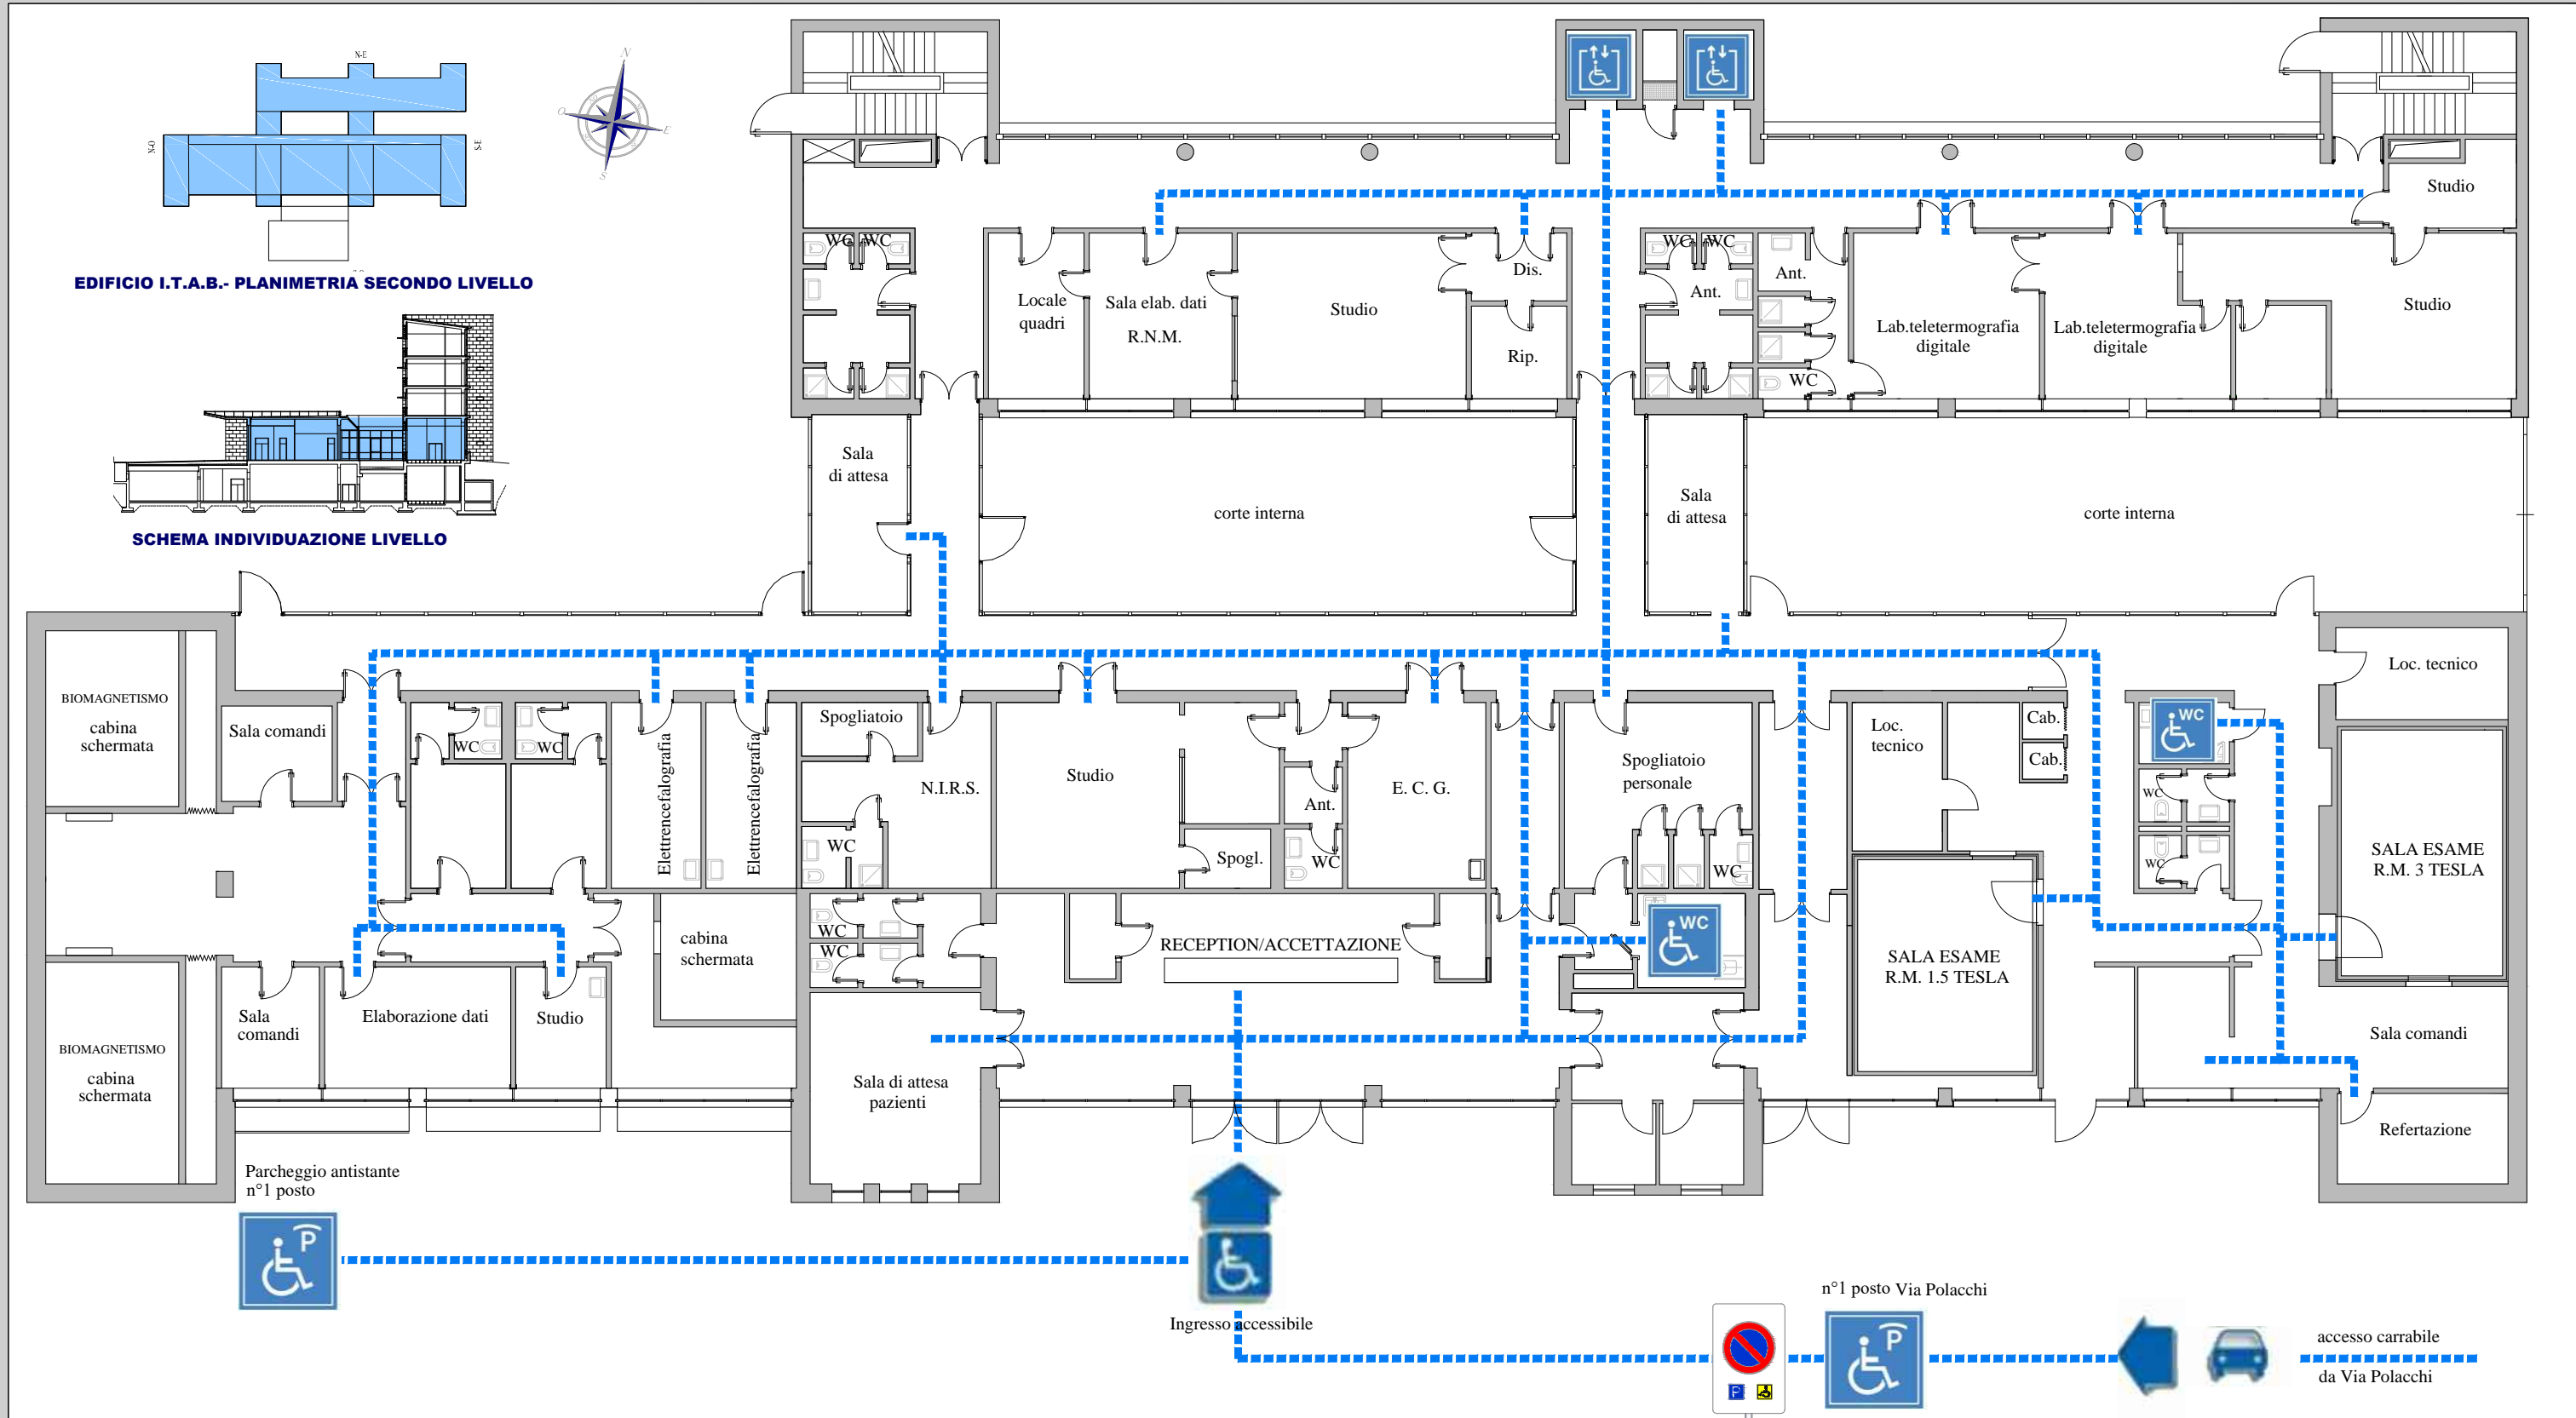 N-E
N-O
S-E
N
O
E
S
EDIFICIO I.T.A.B.- PLANIMETRIA SECONDO LIVELLO
SCHEMA INDIVIDUAZIONE LIVELLO
WC
WC
Locale
quadri
Sala elab. dati
R.N.M.
Studio
Dis.
Rip.
WC
WC
Ant.
Ant.
WC
Lab.teletermografia
digitale
Lab.teletermografia
digitale
Studio
Studio
Sala
di attesa
corte interna
Sala
di attesa
corte interna
BIOMAGNETISMO
cabina
schermata
Sala comandi
WC
WC
Elettrencefalografia
Elettrencefalografia
Spogliatoio
N.I.R.S.
WC
Studio
Spogl.
Ant.
WC
E. C. G.
Spogliatoio
personale
WC
Loc.
tecnico
Cab.
Cab.
WC
WC
WC
Loc. tecnico
SALA ESAME
R.M. 3 TESLA
cabina
schermata
WC
WC
RECEPTION/ACCETTAZIONE
WC
SALA ESAME
R.M. 1.5 TESLA
BIOMAGNETISMO
cabina
schermata
Sala
comandi
Elaborazione dati
Studio
Sala di attesa
pazienti
Sala comandi
Refertazione
Parcheggio antistante
n°1 posto
P
Ingresso accessibile
n°1 posto Via Polacchi
P
P
accesso carrabile
da Via Polacchi